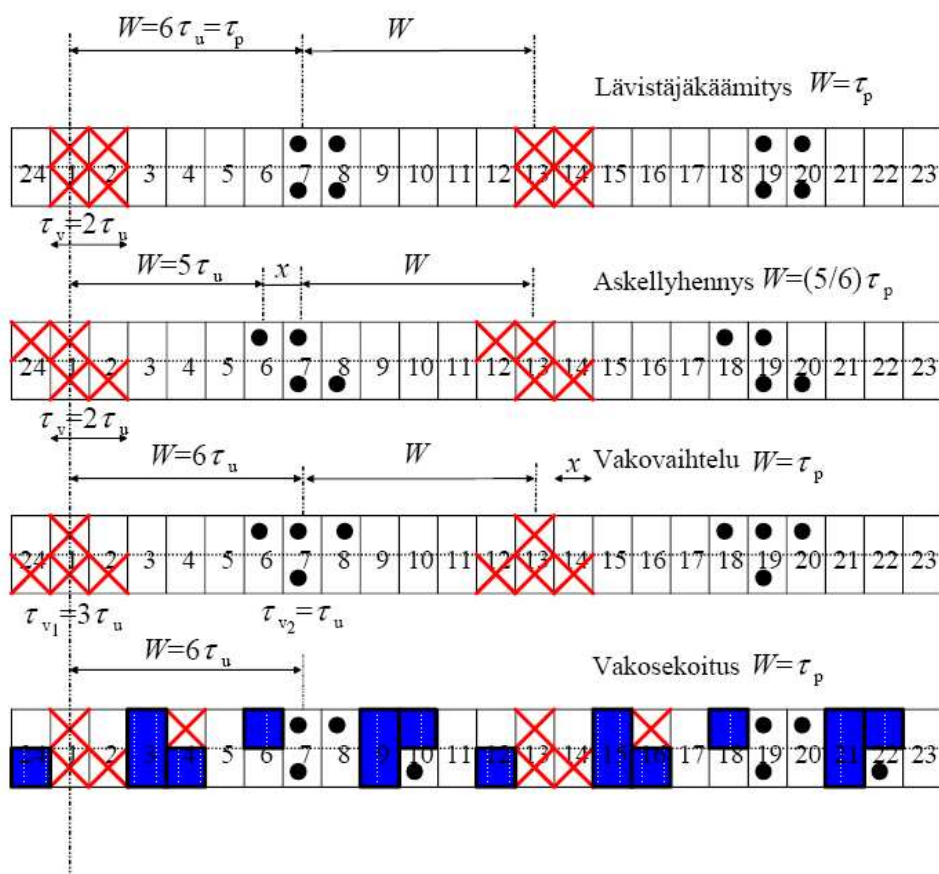 W=6τu=τp W
Lävistäjäkäämitys W=τp
24 1 2 3 4 5 6 7 8 9 10 11 12 13 14 15 16 17 18 19 20 21 22 23
τv=2τu
W=5τu x W
Askellyhennys W=(5/6)τp
24 1 2 3 4 5 6 7 8 9 10 11 12 13 14 15 16 17 18 19 20 21 22 23
τv=2τu
W=6τu W
Vakovaihtelu x W=τp
24 1 2 3 4 5 6 7 8 9 10 11 12 13 14 15 16 17 18 19 20 21 22 23
τv1=3τu τv2=τu
W=6τu
Vakosekoitus W=τp
24 1 2 3 4 5 6 7 8 9 10 11 12 13 14 15 16 17 18 19 20 21 22 23